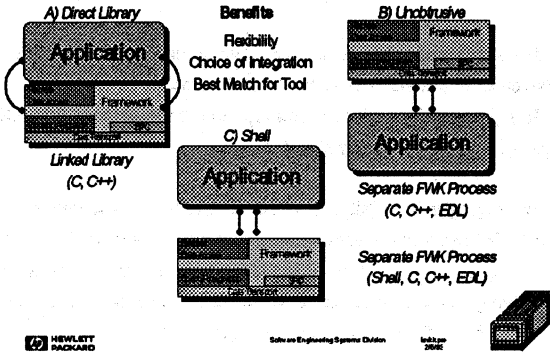 A) Direct Library
Application
Framework
Linked Library
(C, C++)
Benefits
Flexibility
Choice of Integration
Best Match for Tool
B) Unobtrusive
Framework
Application
Separate FWK Process
(C, C++, EDL)
C) Shell
Application
Framework
Separate FWK Process
(Shell, C, C++, EDL)
hp HEWLETT
PACKARD
Software Engineering Systems Division